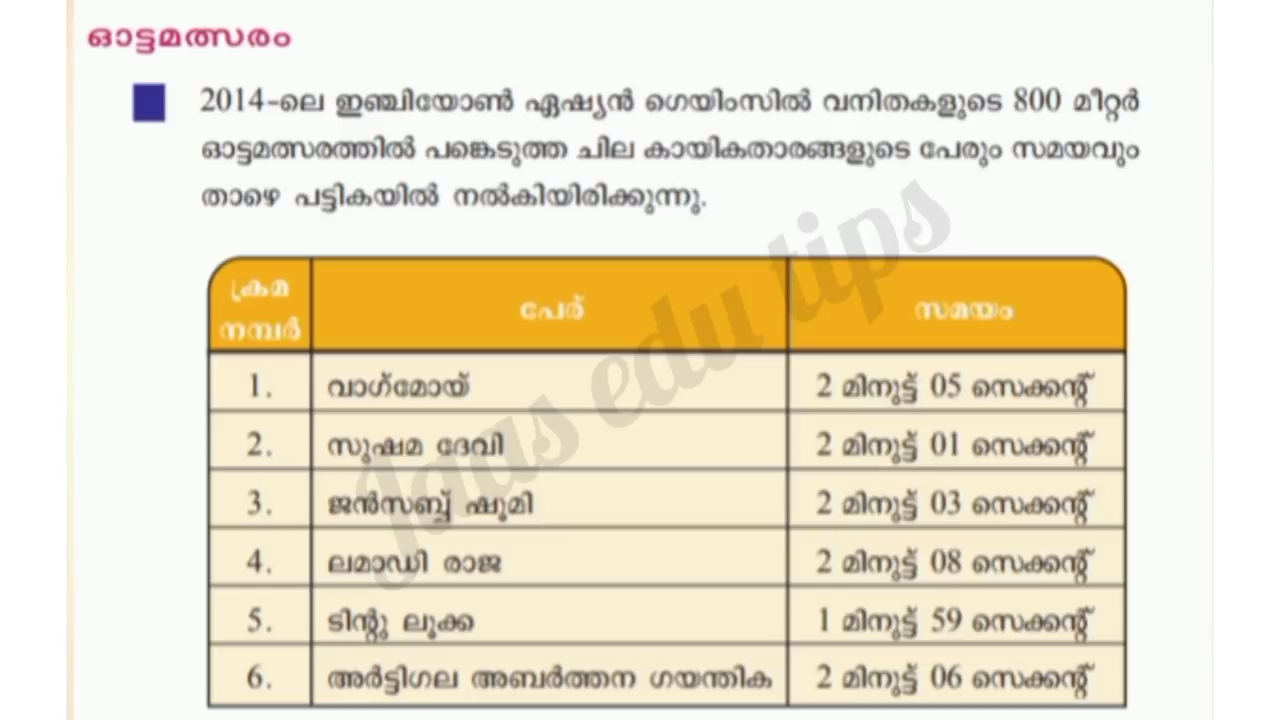 ഓട്ടമത്സരം
2014-ലെ ഇഞ്ചിയോൺ ഏഷ്യൻ ഗെയിംസിൽ വനിതകളുടെ 800 മീറ്റർ
ഓട്ടമത്സരത്തിൽ പങ്കെടുത്ത ചില കായികതാരങ്ങളുടെ പേരും സമയവും
താഴെ പട്ടികയിൽ നൽകിയിരിക്കുന്നു.
ക്രമ നമ്പർ പേര് സമയം
1. വാഗ്മോയ് 2 മിനുട്ട് 05 സെക്കന്റ്
2. സുഷമ ദേവി 2 മിനുട്ട് 01 സെക്കന്റ്
3. ജൻസബ്ബ് ഷൂമി 2 മിനുട്ട് 03 സെക്കന്റ്
4. ലമാഡി രാജ 2 മിനുട്ട് 08 സെക്കന്റ്
5. ടിന്റു ലൂക്ക 1 മിനുട്ട് 59 സെക്കന്റ്
6. അർട്ടിഗല അബർത്തന ഗയന്തിക 2 മിനുട്ട് 06 സെക്കന്റ്
Jaas edu tips